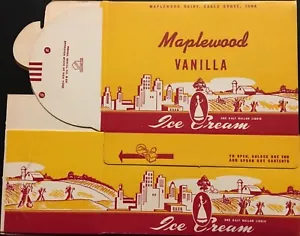 MAPLEWOOD DAIRY, EAGLE GROVE, IOWA
Maplewood
VANILLA
Ice Cream
ONE HALF GALLON LIQUID
TO OPEN, UNLOCK ONE END
AND SPOON OUT CONTENTS
ONE HALF GALLON LIQUID
Ice Cream